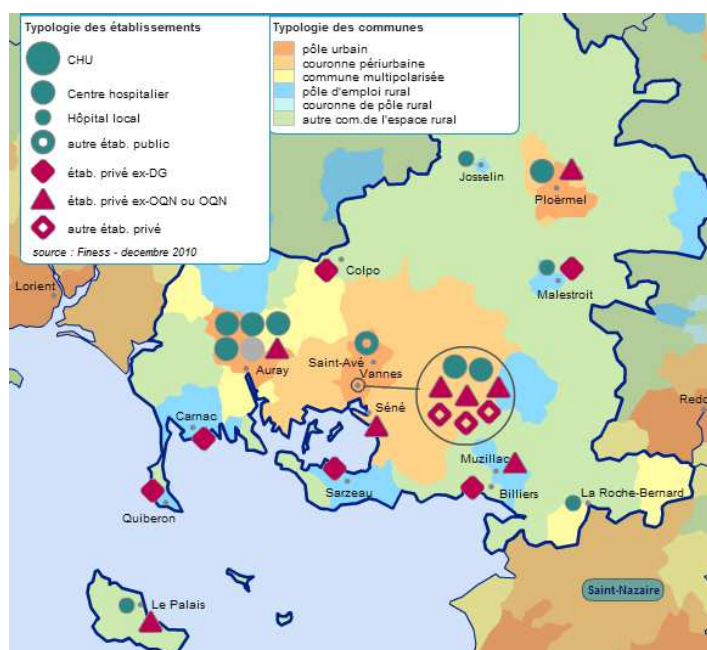 Typologie des établissements
CHU
Centre hospitalier
Hôpital local
autre étab. public
étab. privé ex-DG
étab. privé ex-OQN ou OQN
autre étab. privé
source : Finess - decembre 2010
Typologie des communes
pôle urbain
couronne périurbaine
commune multipolarisée
pôle d'emploi rural
couronne de pôle rural
autre com.de l'espace rural
Josselin
Ploërmel
Colpo
Malestroit
Lorient
Saint-Avé
Auray
Vannes
Carnac
Séné
Redo
Muzillac
Sarzeau
Billiers
La Roche-Bernard
Quiberon
Saint-Nazaire
Le Palais